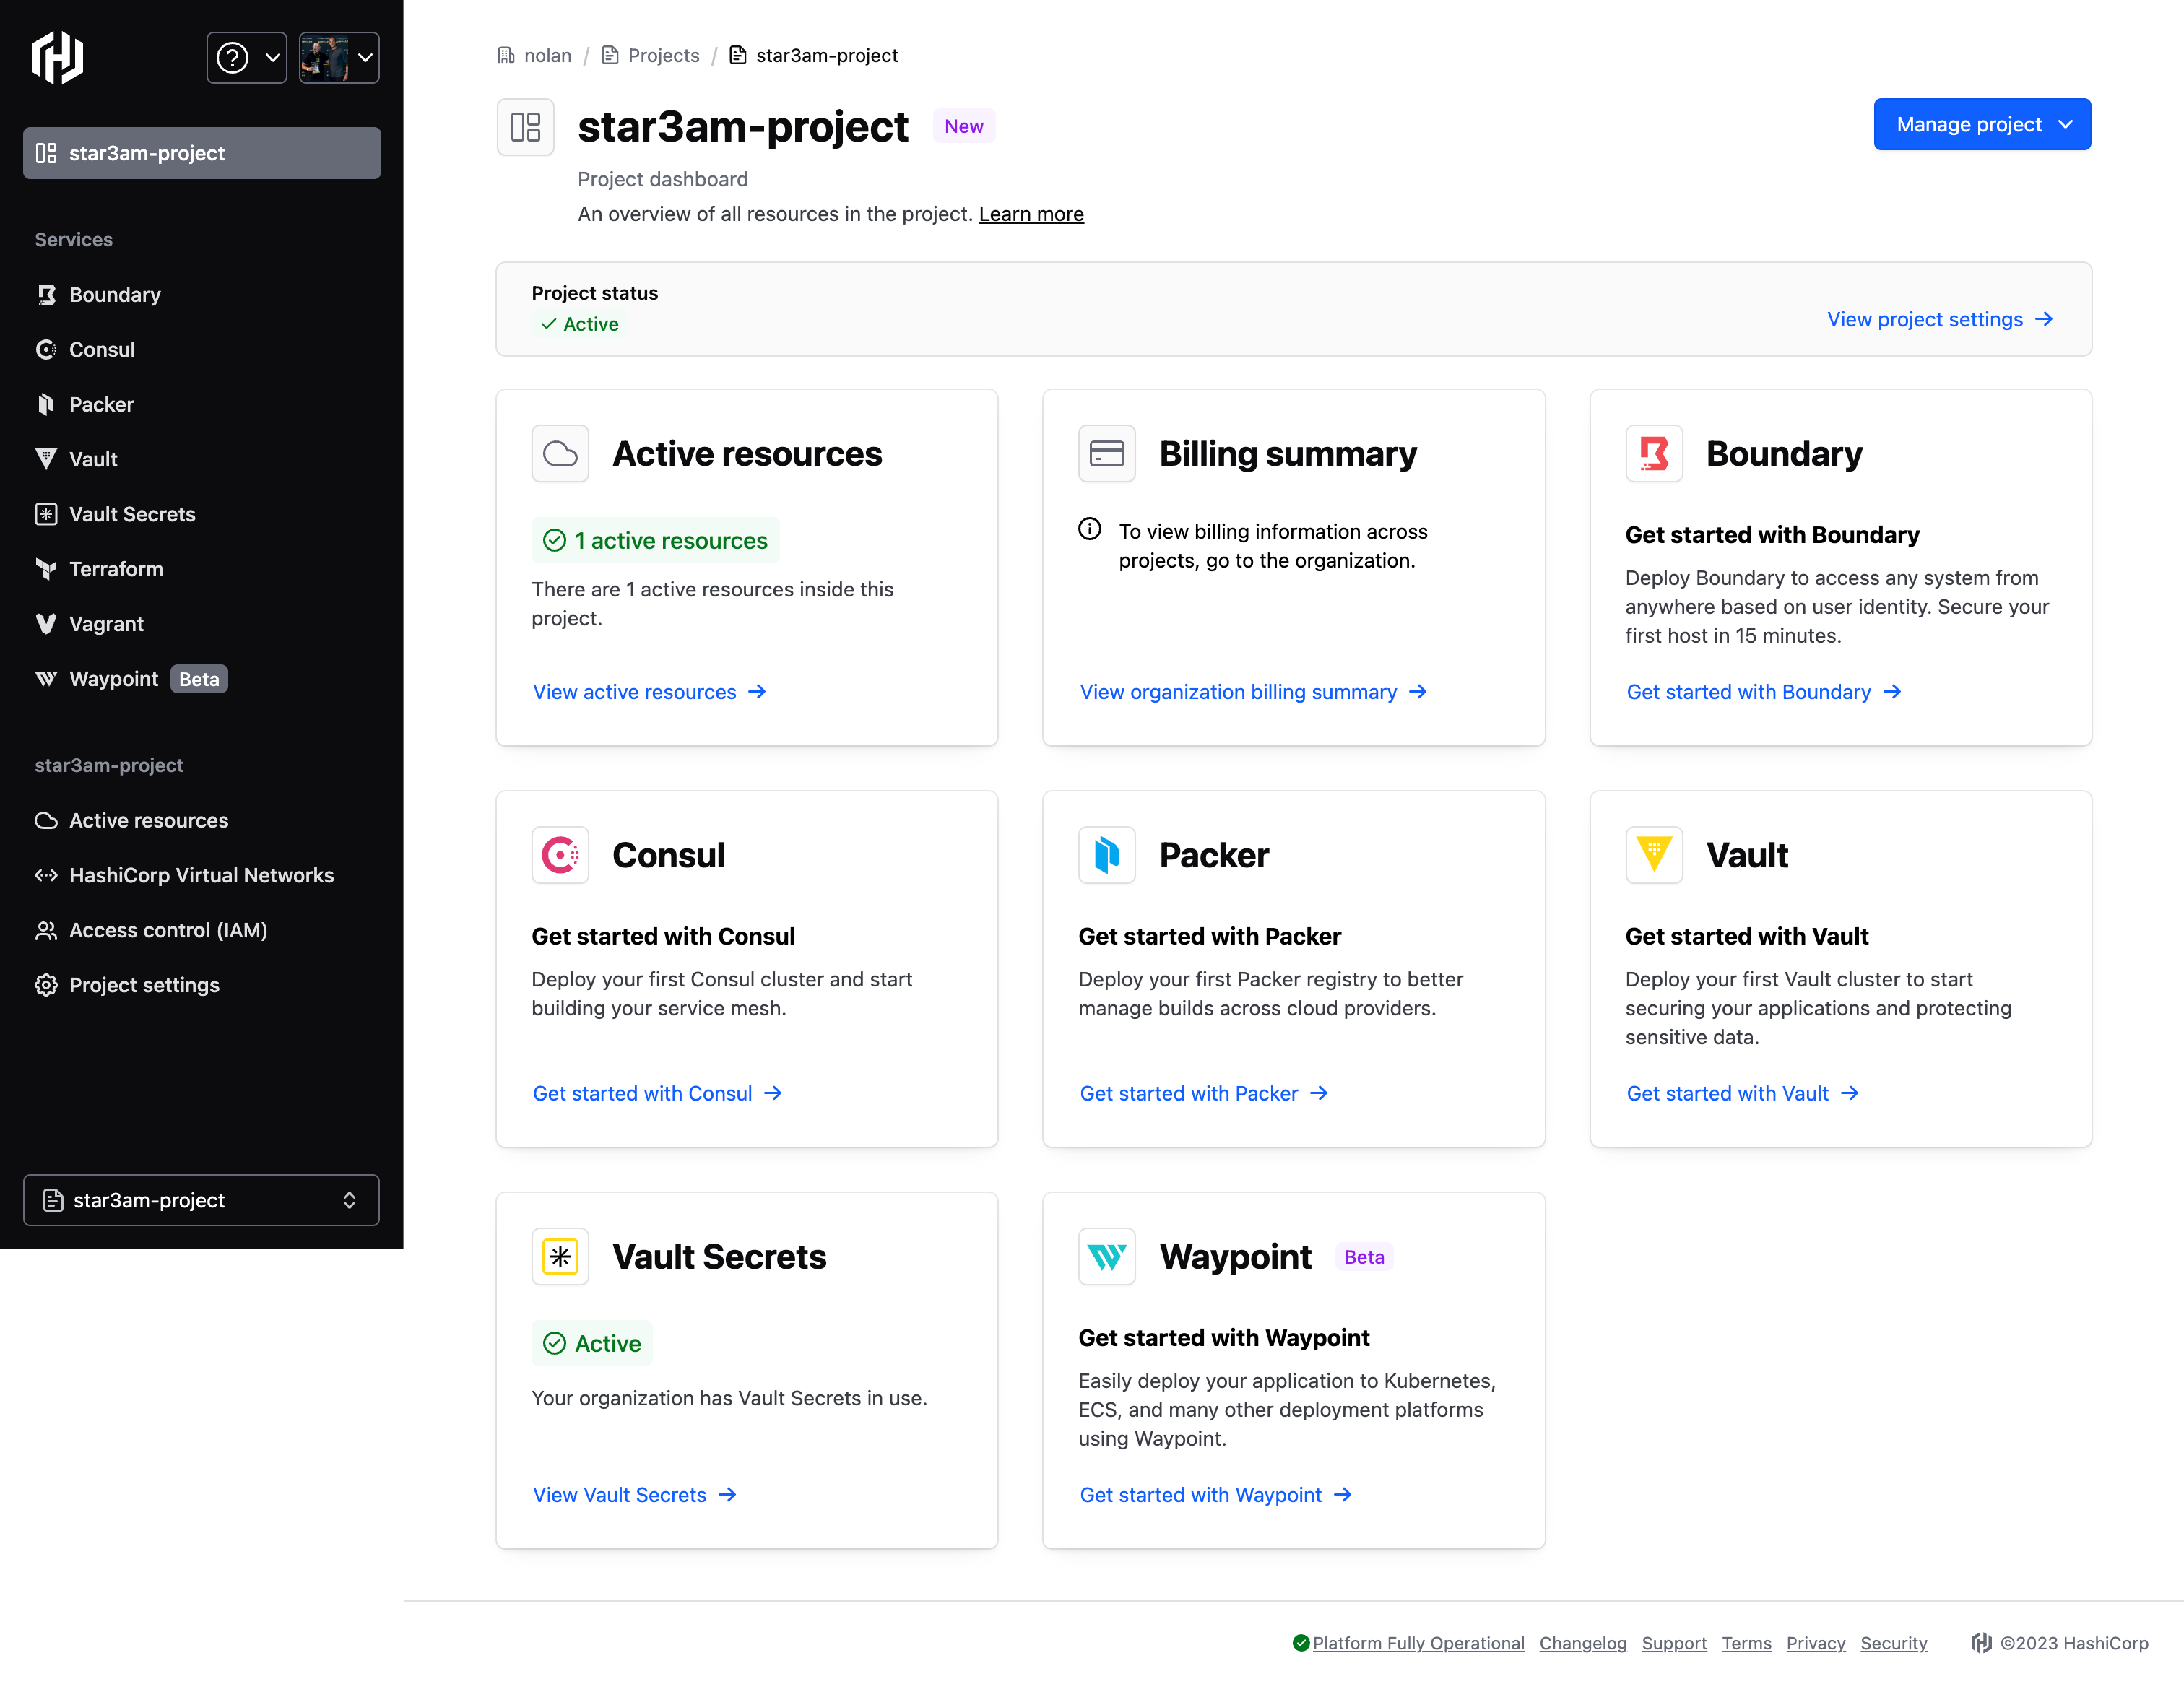 star3am-project
Services
Boundary
Consul
Packer
Vault
Vault Secrets
Terraform
Vagrant
Waypoint Beta
star3am-project
Active resources
HashiCorp Virtual Networks
Access control (IAM)
Project settings
star3am-project
nolan / Projects / star3am-project
star3am-project New
Manage project
Project dashboard
An overview of all resources in the project. Learn more
Project status
Active
View project settings
Active resources
1 active resources
There are 1 active resources inside this
project.
View active resources
Billing summary
To view billing information across
projects, go to the organization.
View organization billing summary
Boundary
Get started with Boundary
Deploy Boundary to access any system from
anywhere based on user identity. Secure your
first host in 15 minutes.
Get started with Boundary
Consul
Get started with Consul
Deploy your first Consul cluster and start
building your service mesh.
Get started with Consul
Packer
Get started with Packer
Deploy your first Packer registry to better
manage builds across cloud providers.
Get started with Packer
Vault
Get started with Vault
Deploy your first Vault cluster to start
securing your applications and protecting
sensitive data.
Get started with Vault
Vault Secrets
Active
Your organization has Vault Secrets in use.
View Vault Secrets
Waypoint Beta
Get started with Waypoint
Easily deploy your application to Kubernetes,
ECS, and many other deployment platforms
using Waypoint.
Get started with Waypoint
Platform Fully Operational Changelog Support Terms Privacy Security ©2023 HashiCorp